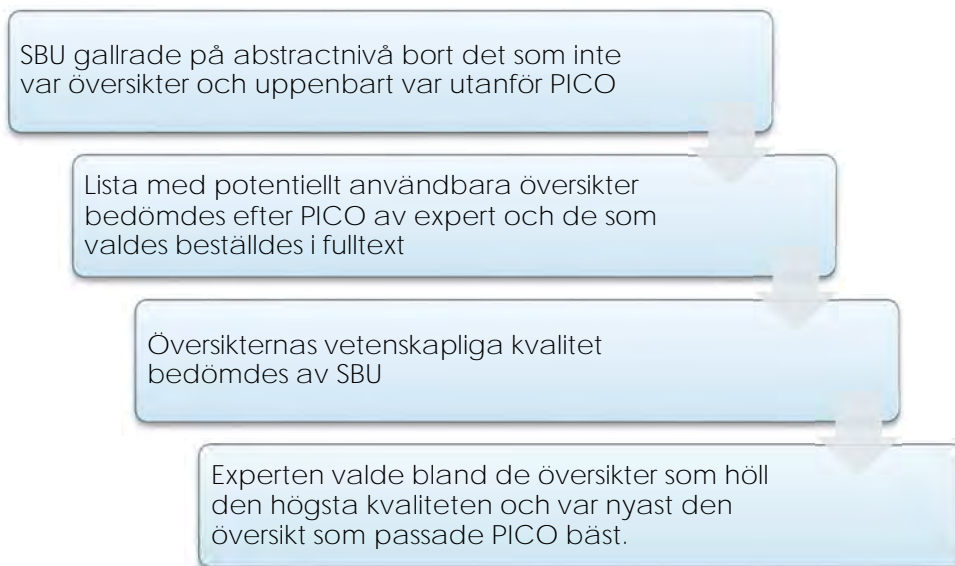 SBU gallrade på abstractnivå bort det som inte
var översikter och uppenbart var utanför PICO
Lista med potentiellt användbara översikter
bedömdes efter PICO av expert och de som
valdes beställdes i fulltext
Översikternas vetenskapliga kvalitet
bedömdes av SBU
Experten valde bland de översikter som höll
den högsta kvaliteten och var nyast den
översikt som passade PICO bäst.